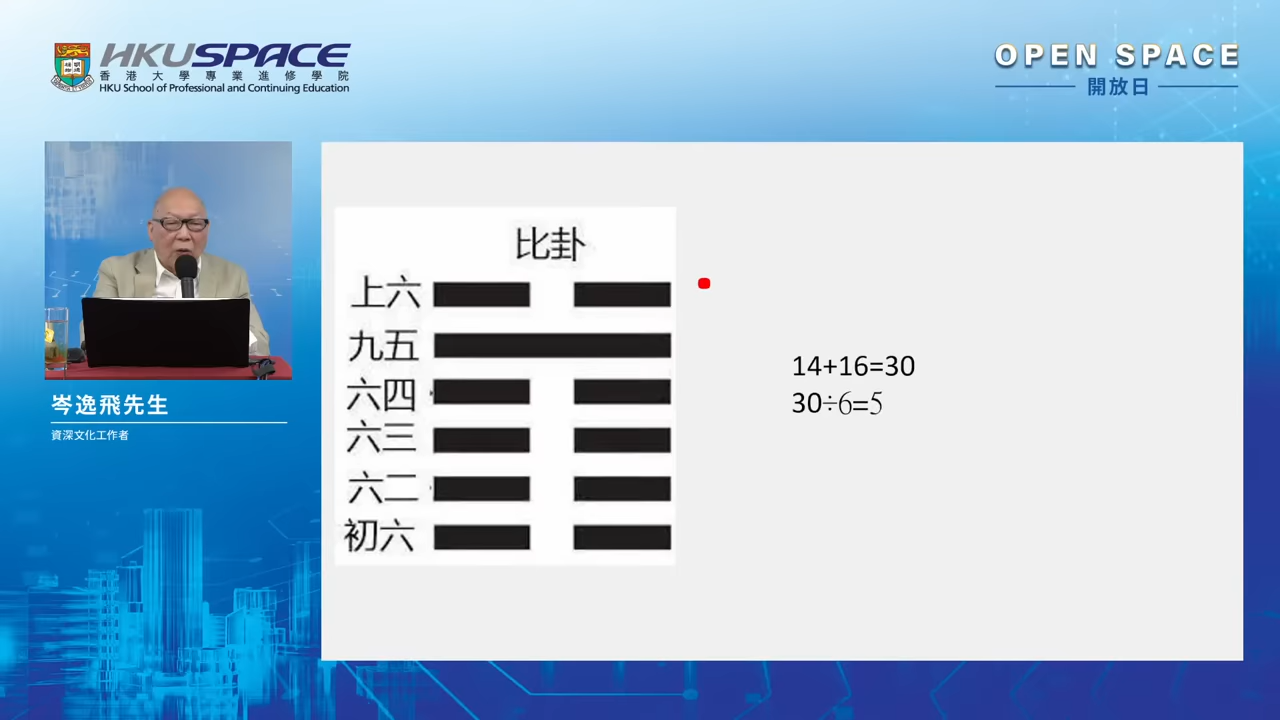 HKUSPACE
香港大學專業進修學院
HKU School of Professional and Continuing Education
OPEN SPACE
開放日
岑逸飛先生
資深文化工作者
比卦
上六
九五
六四
六三
六二
初六
14+16=30
30÷6=5